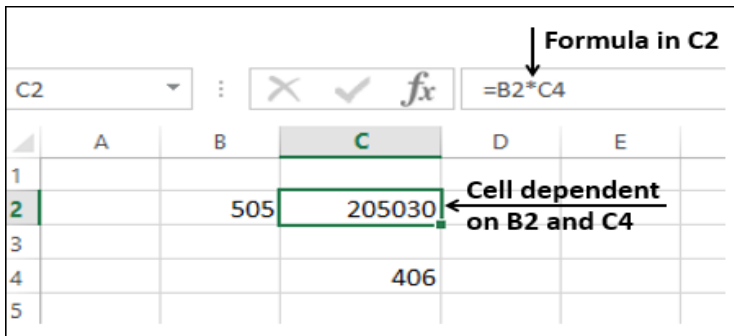 Formula in C2
C2 fx =B2*C4
A B C D E
1
2 505 205030 Cell dependent
on B2 and C4
3
4 406
5